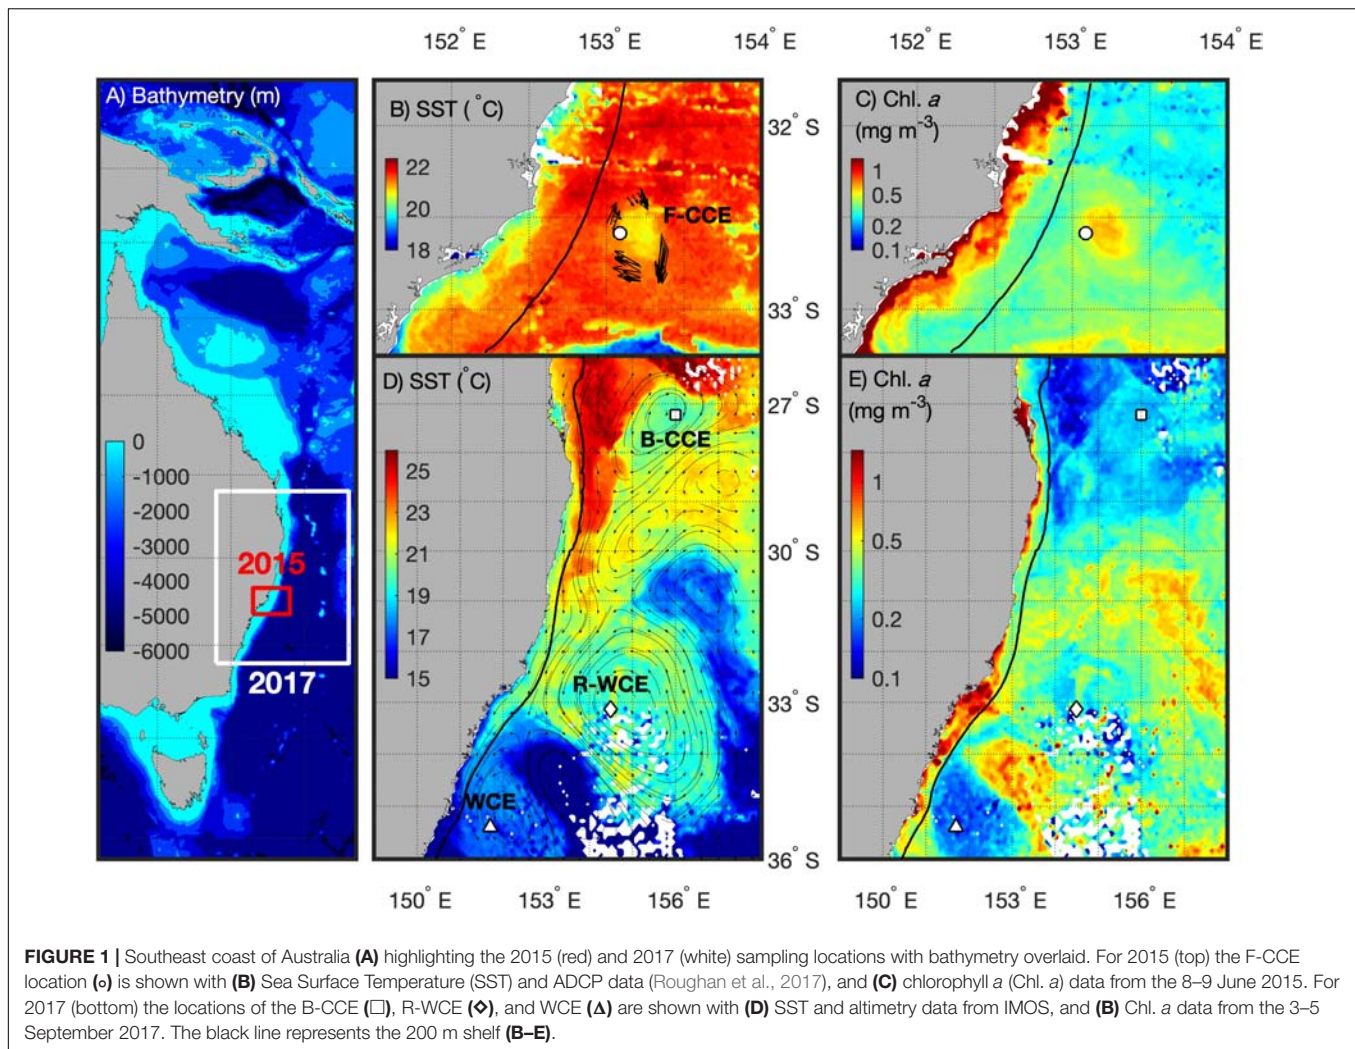 152° E
153° E
154° E
152° E
153° E
154° E
A) Bathymetry (m)
0
-1000
-2000
-3000
-4000
-5000
-6000
2015
2017
B) SST (°C)
22
20
18
F-CCE
32° S
33° S
C) Chl. a
(mg m-3)
1
0.5
0.2
0.1
D) SST (°C)
25
23
21
19
17
15
B-CCE
R-WCE
WCE
27° S
30° S
33° S
36° S
E) Chl. a
(mg m-3)
1
0.5
0.2
0.1
150° E
153° E
156° E
150° E
153° E
156° E
FIGURE 1 | Southeast coast of Australia (A) highlighting the 2015 (red) and 2017 (white) sampling locations with bathymetry overlaid. For 2015 (top) the F-CCE
location (o) is shown with (B) Sea Surface Temperature (SST) and ADCP data (Roughan et al., 2017), and (C) chlorophyll a (Chl. a) data from the 8–9 June 2015. For
2017 (bottom) the locations of the B-CCE (□), R-WCE (◇), and WCE (Δ) are shown with (D) SST and altimetry data from IMOS, and (B) Chl. a data from the 3–5
September 2017. The black line represents the 200 m shelf (B–E).